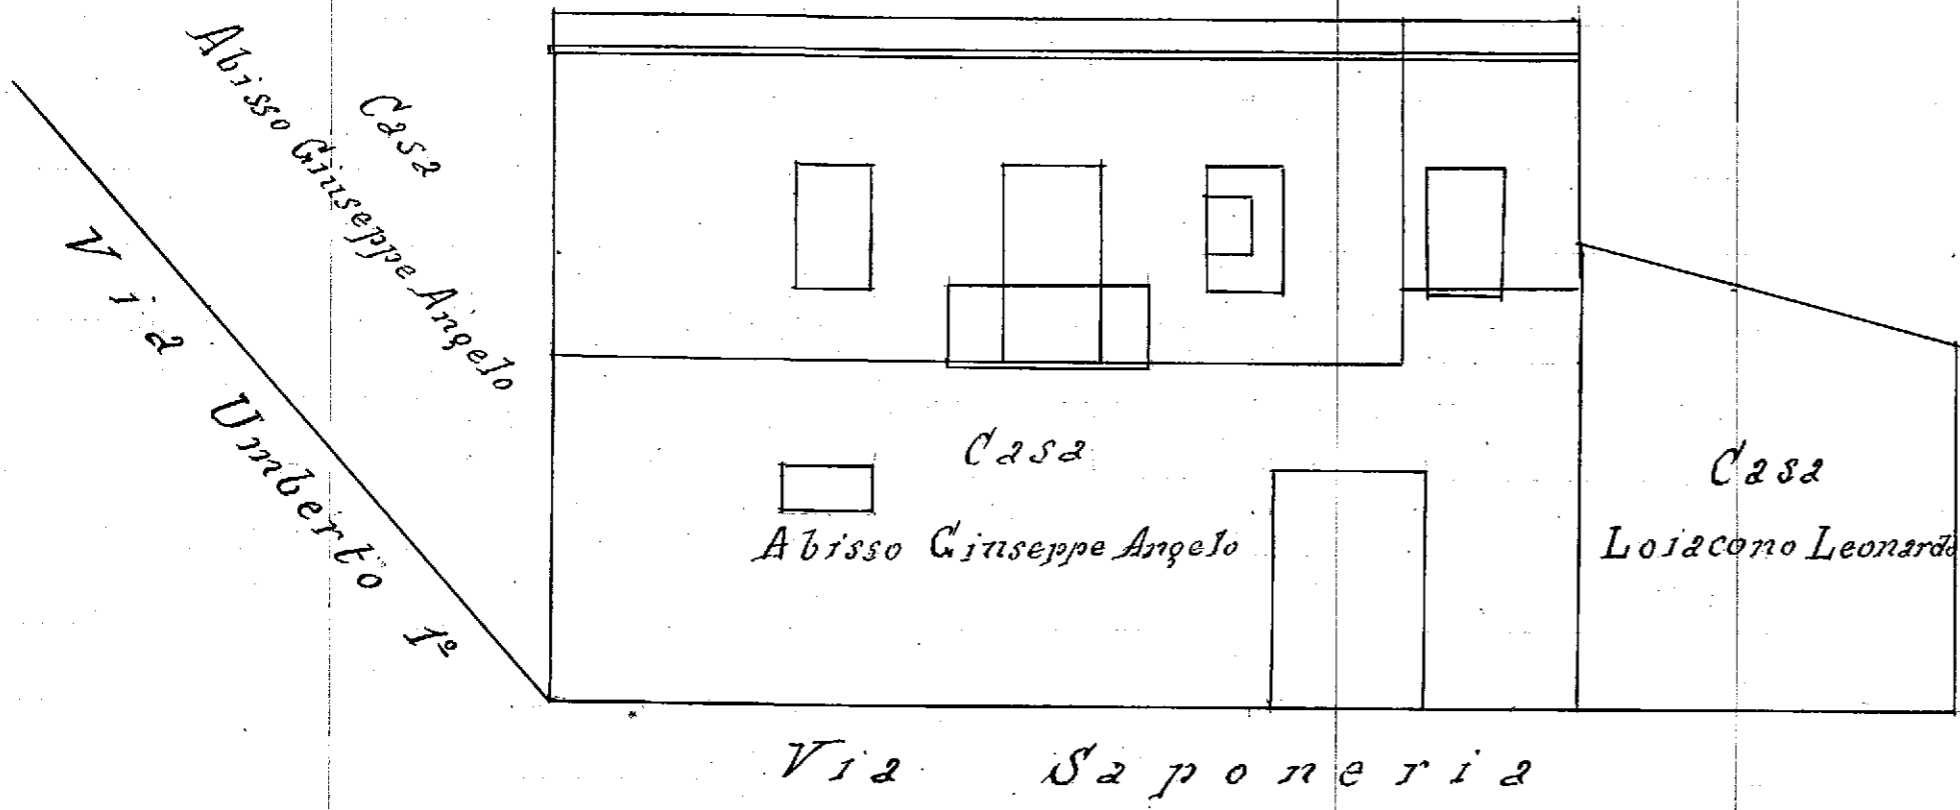 Casa
Abisso Giuseppe Angelo
Via Umberto 1º
Casa
Abisso Giuseppe Angelo
Casa
Loiacono Leonardo
Via Saponeria